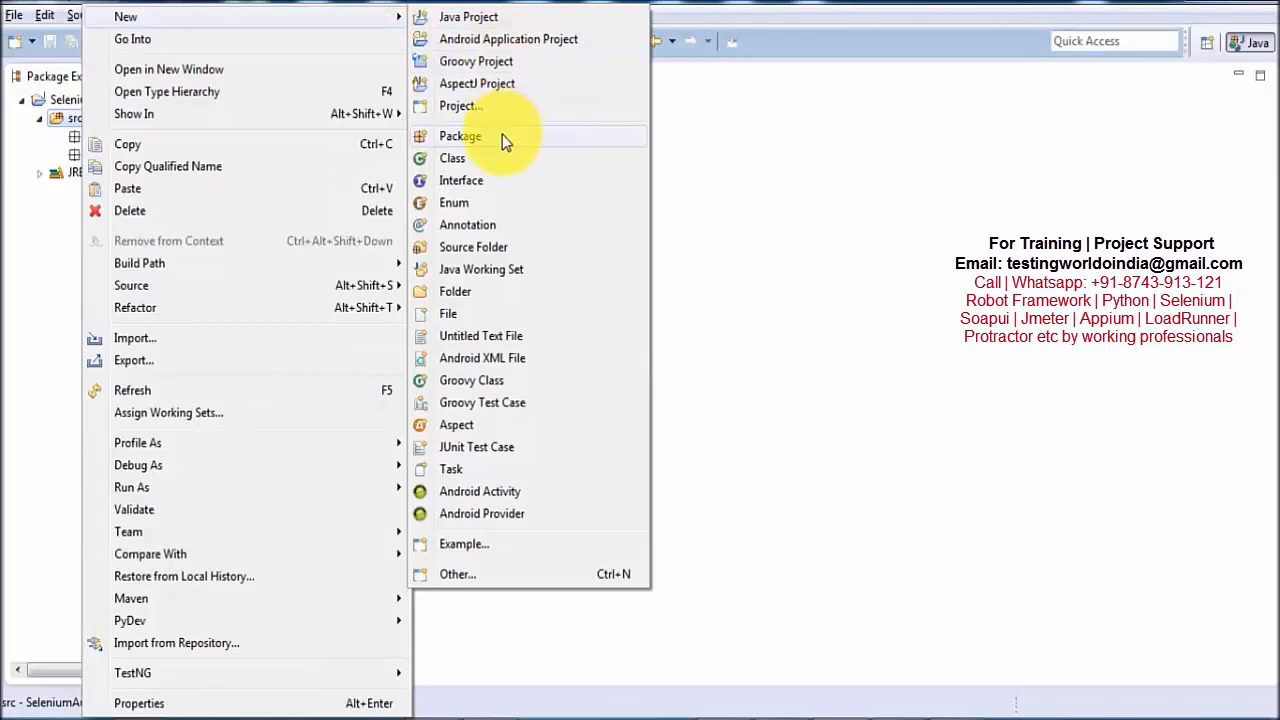 File Edit So
Quick Access
Java
Package Ex
Seleniu
src
JRE
New
Go Into
Open in New Window
Open Type Hierarchy F4
Show In Alt+Shift+W
Copy Ctrl+C
Copy Qualified Name
Paste Ctrl+V
Delete Delete
Remove from Context Ctrl+Alt+Shift+Down
Build Path
Source Alt+Shift+S
Refactor Alt+Shift+T
Import...
Export...
Refresh F5
Assign Working Sets...
Profile As
Debug As
Run As
Validate
Team
Compare With
Restore from Local History...
Maven
PyDev
Import from Repository...
TestNG
Properties Alt+Enter
Java Project
Android Application Project
Groovy Project
AspectJ Project
Project...
Package
Class
Interface
Enum
Annotation
Source Folder
Java Working Set
Folder
File
Untitled Text File
Android XML File
Groovy Class
Groovy Test Case
Aspect
JUnit Test Case
Task
Android Activity
Android Provider
Example...
Other... Ctrl+N
For Training | Project Support
Email: testingworldoindia@gmail.com
Call | Whatsapp: +91-8743-913-121
Robot Framework | Python | Selenium |
Soapui | Jmeter | Appium | LoadRunner |
Protractor etc by working professionals
src - SeleniumAu